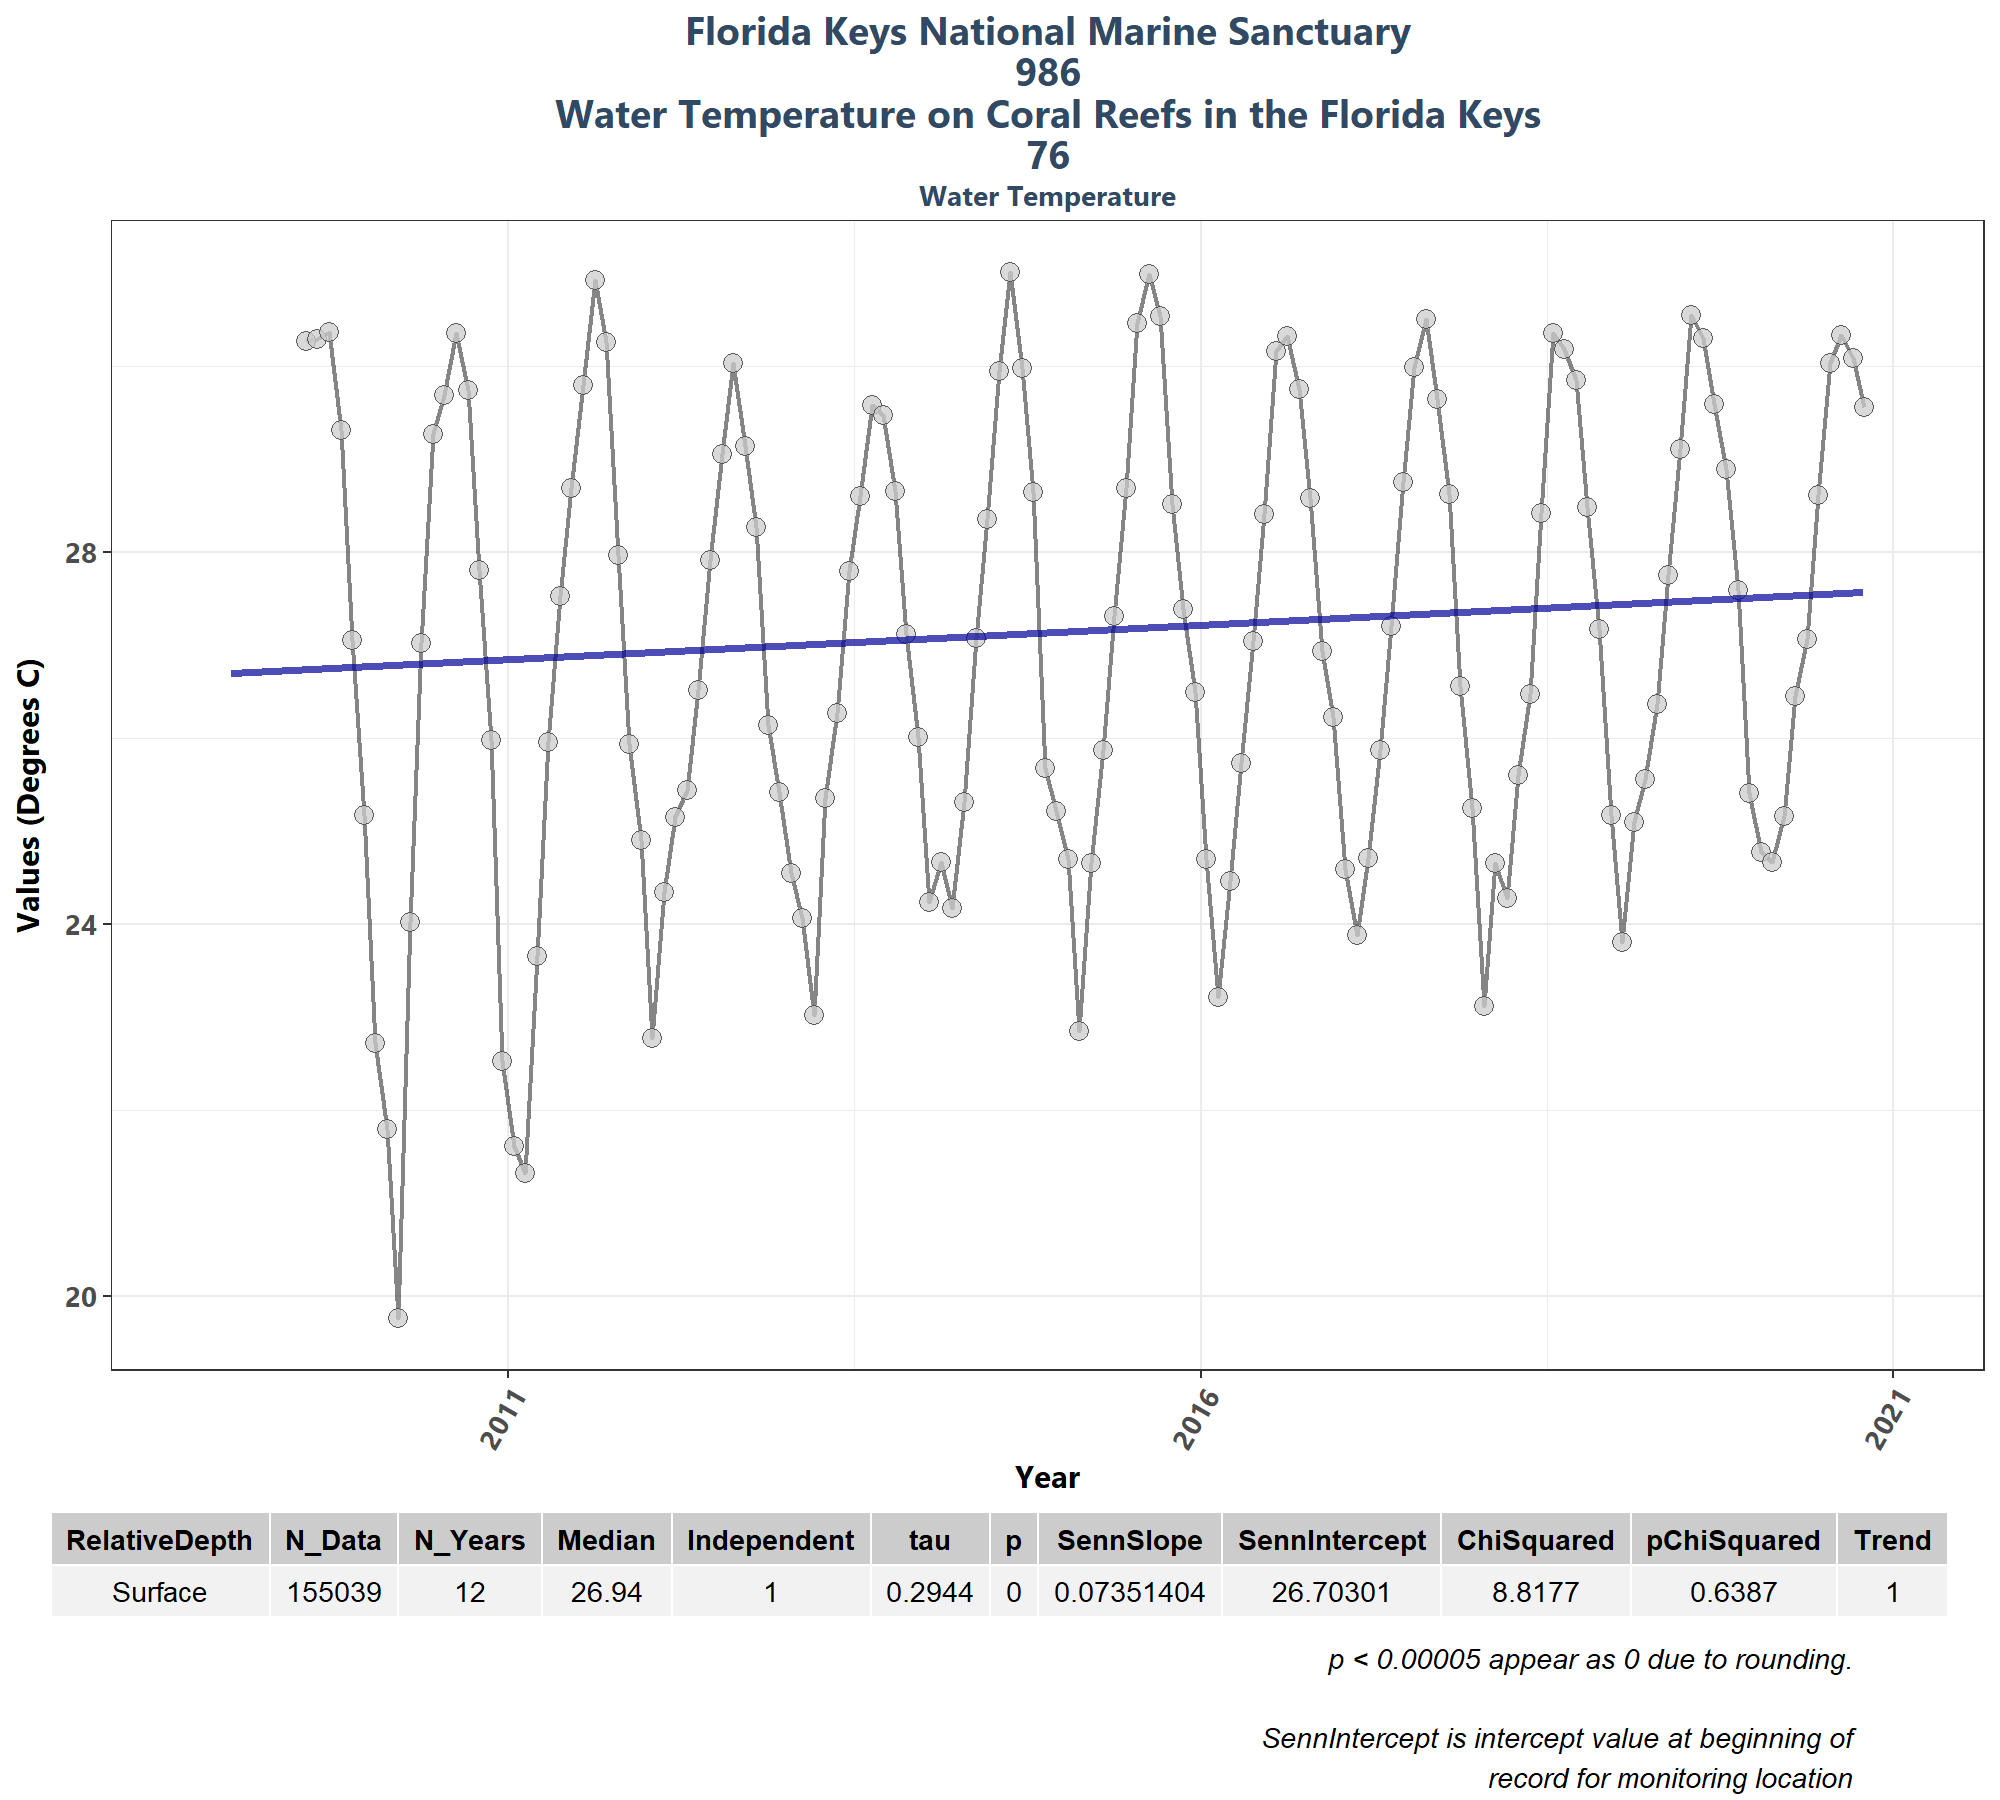 Florida Keys National Marine Sanctuary
986
Water Temperature on Coral Reefs in the Florida Keys
76
Water Temperature
Values (Degrees C)
28
24
20
2011
2016
2021
Year
RelativeDepth N_Data N_Years Median Independent tau p SennSlope SennIntercept ChiSquared pChiSquared Trend
Surface 155039 12 26.94 1 0.2944 0 0.07351404 26.70301 8.8177 0.6387 1
p < 0.00005 appear as 0 due to rounding.
SennIntercept is intercept value at beginning of
record for monitoring location